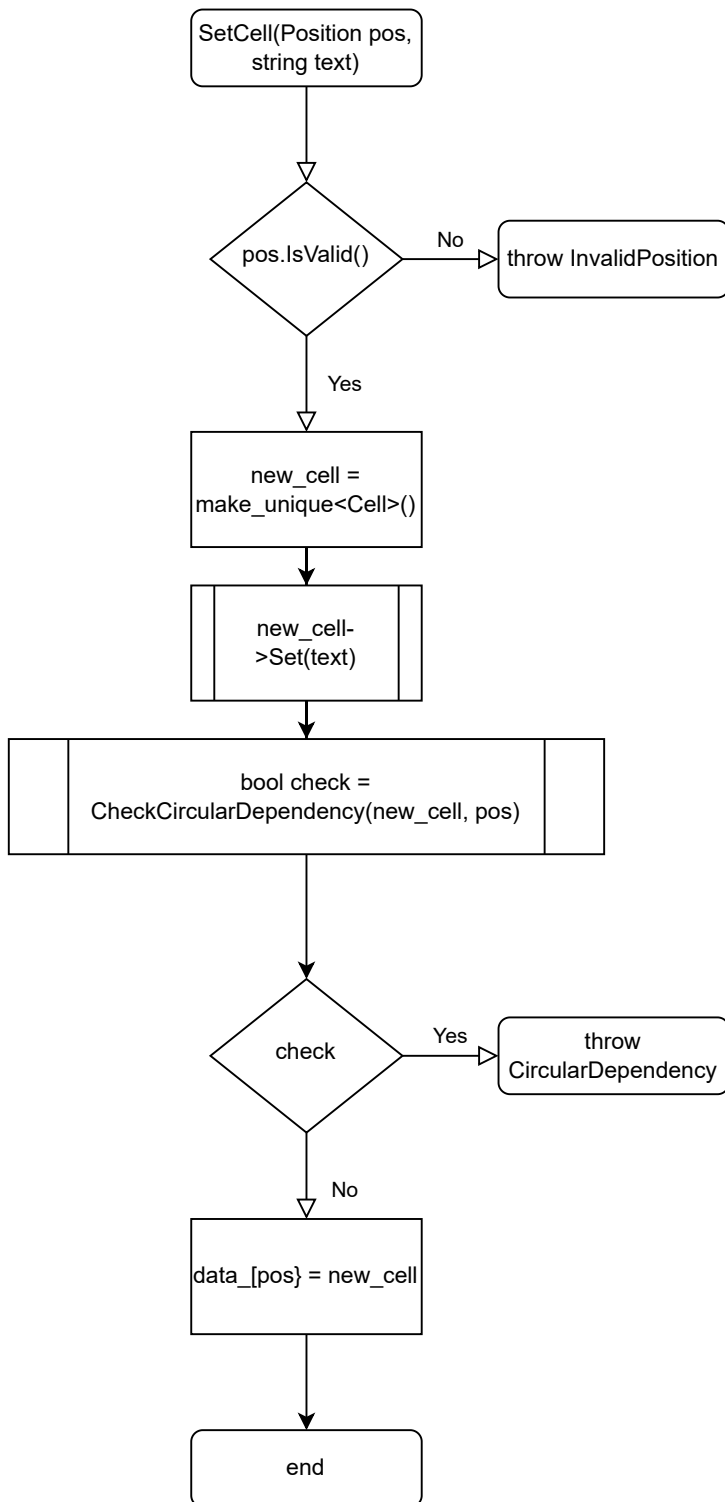 SetCell(Position pos,
string text)
pos.IsValid()
No
throw InvalidPosition
Yes
new_cell =
make_unique<Cell>()
new_cell-
>Set(text)
bool check =
CheckCircularDependency(new_cell, pos)
check
Yes
throw
CircularDependency
No
data_[pos} = new_cell
end